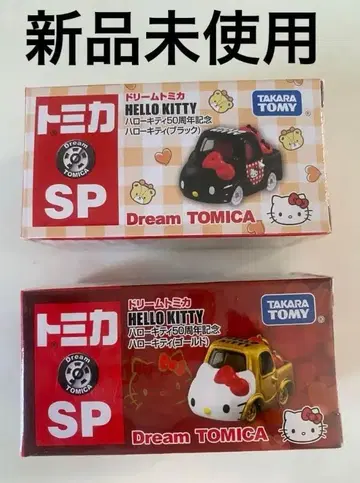 新品未使用
トミカ
Dream
TOMICA
SP
ドリームトミカ
HELLO KITTY
ハローキティ50周年記念
ハローキティ(ブラック)
TAKARA
TOMY
Dream TOMICA
トミカ
Dream
TOMICA
SP
ドリームトミカ
HELLO KITTY
ハローキティ50周年記念
ハローキティ(ゴールド)
TAKARA
TOMY
Dream TOMICA